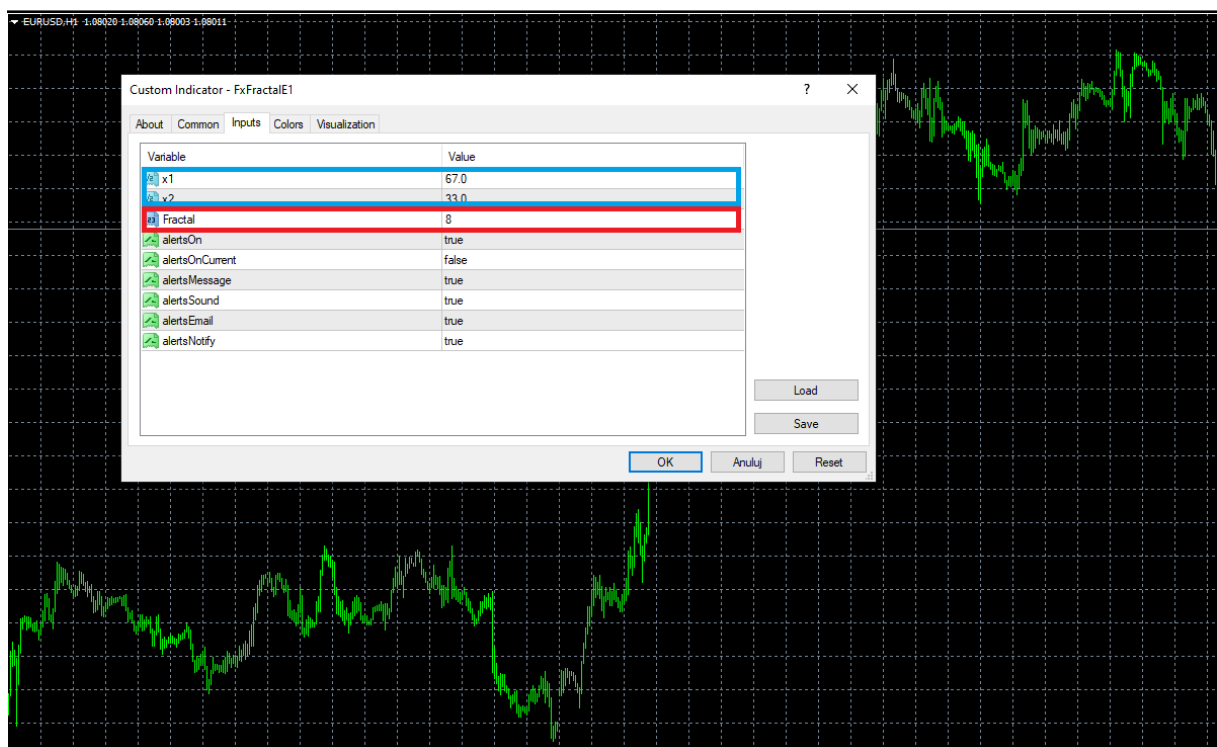 EURUSD,H1 1.08020 1.08060 1.08003 1.08011
Custom Indicator - FxFractalE1
? ×
About Common Inputs Colors Visualization
Variable Value
x1 67.0
x2 33.0
Fractal 8
alertsOn true
alertsOnCurrent false
alertsMessage true
alertsSound true
alertsEmail true
alertsNotify true
Load
Save
OK Anuluj Reset